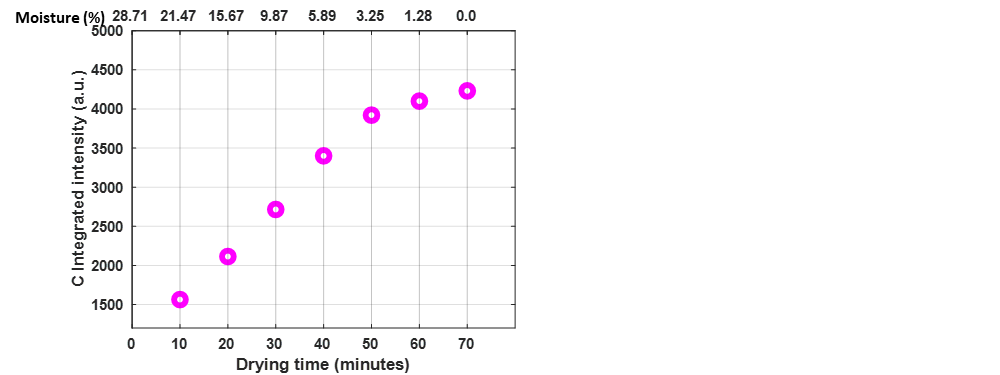 Moisture (%) 28.71 21.47 15.67 9.87 5.89 3.25 1.28 0.0
5000
4500
4000
3500
3000
2500
2000
1500
C Integrated intensity (a.u.)
0 10 20 30 40 50 60 70
Drying time (minutes)